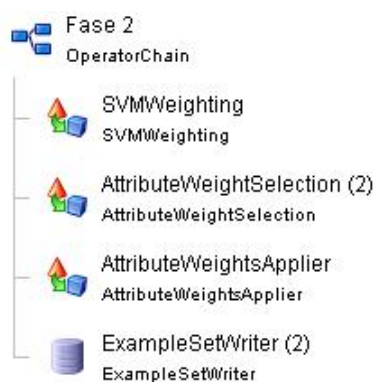 Fase 2
OperatorChain
SVMWeighting
SVMWeighting
AttributeWeightSelection (2)
AttributeWeightSelection
AttributeWeightsApplier
AttributeWeightsApplier
ExampleSetWriter (2)
ExampleSetWriter